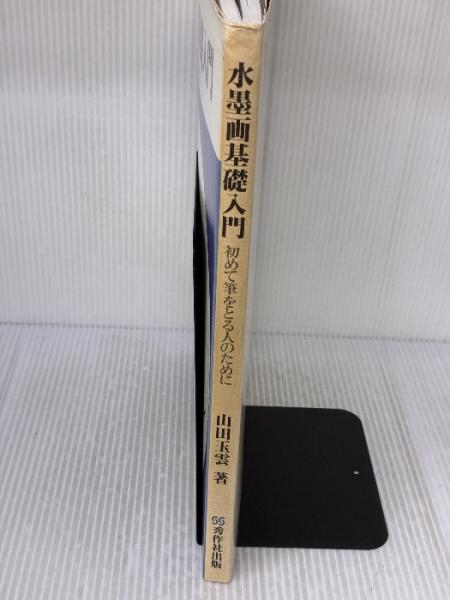 水墨画基礎入門
初めて筆をとる人のために
山田玉雲 著
秀作社出版
門